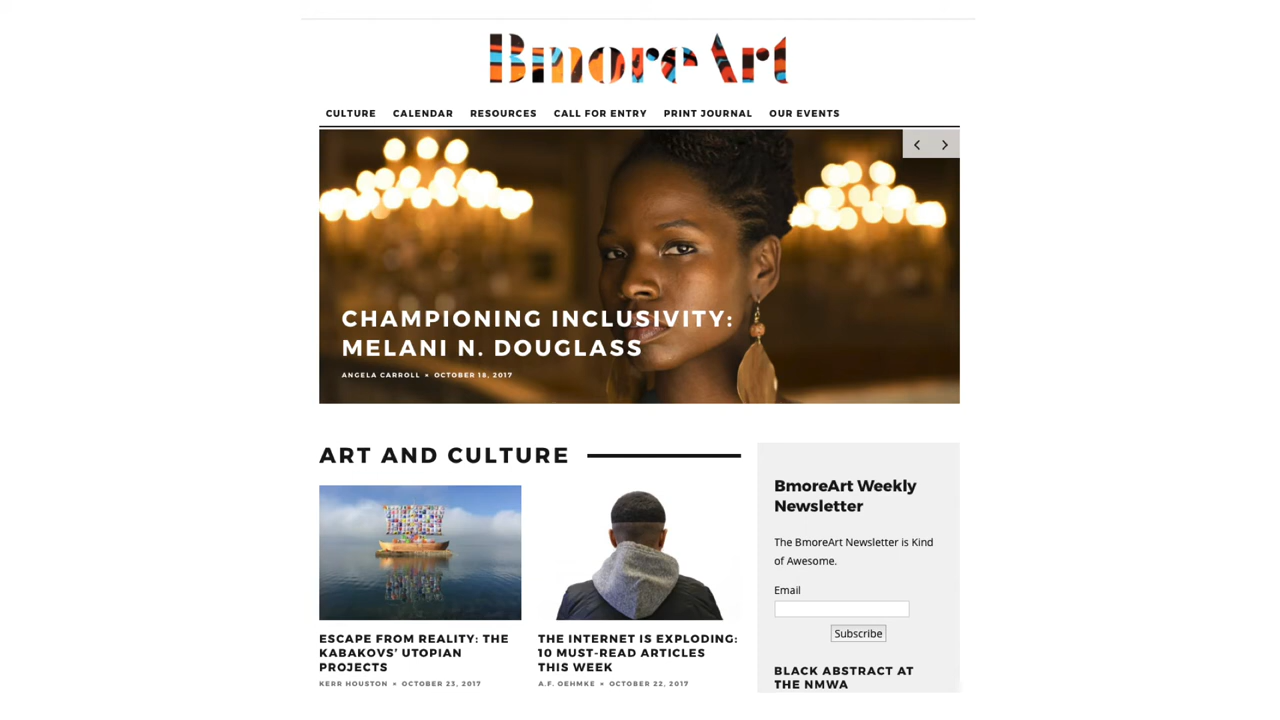 BmoreArt
CULTURE CALENDAR RESOURCES CALL FOR ENTRY PRINT JOURNAL OUR EVENTS
CHAMPIONING INCLUSIVITY:
MELANI N. DOUGLASS
ANGELA CARROLL × OCTOBER 18, 2017
ART AND CULTURE
ESCAPE FROM REALITY: THE
KABAKOVS' UTOPIAN
PROJECTS
KERR HOUSTON × OCTOBER 23, 2017
THE INTERNET IS EXPLODING:
10 MUST-READ ARTICLES
THIS WEEK
A.F. OEHMKE × OCTOBER 22, 2017
BmoreArt Weekly
Newsletter
The BmoreArt Newsletter is Kind
of Awesome.
Email
Subscribe
BLACK ABSTRACT AT
THE NMWA